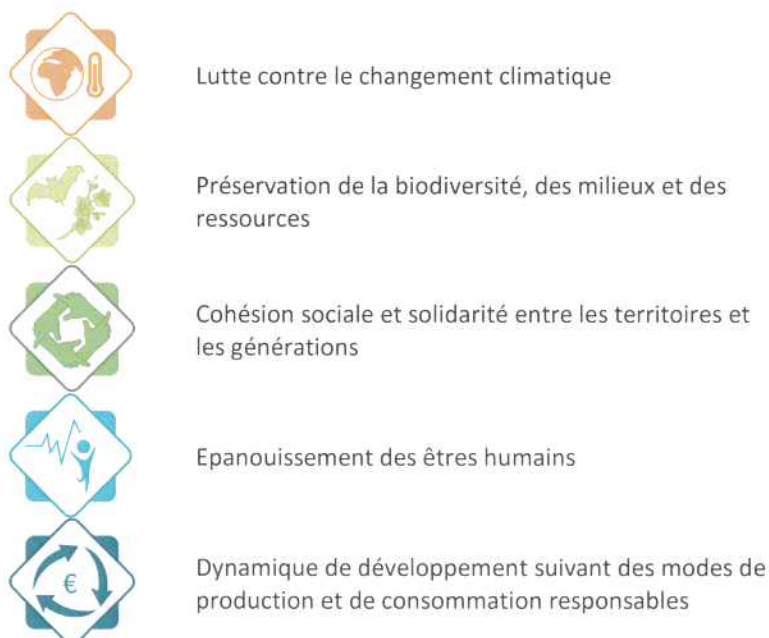 Lutte contre le changement climatique
Préservation de la biodiversité, des milieux et des
ressources
Cohésion sociale et solidarité entre les territoires et
les générations
Epanouissement des êtres humains
€
Dynamique de développement suivant des modes de
production et de consommation responsables